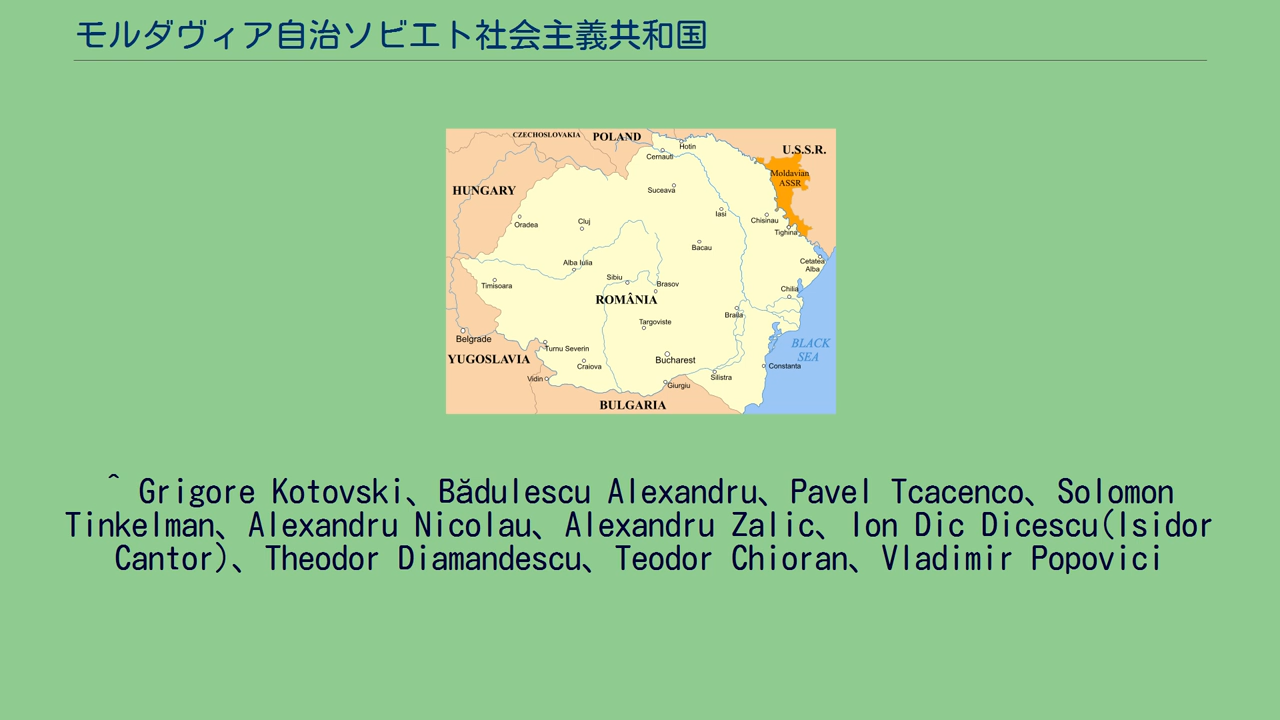 モルダヴィア自治ソビエト社会主義共和国
CZECHOSLOVAKIA
POLAND
Hotin
U.S.S.R.
Cernauti
Moldavian
ASSR
HUNGARY
Suceava
Iasi
Chisinau
Oradea
Cluj
Tighina
Bacau
Alba Iulia
Cetatea
Alba
Sibiu
Brasov
Timisoara
Chilia
ROMÂNIA
Braila
Targoviste
Belgrade
BLACK
SEA
Turnu Severin
YUGOSLAVIA
Bucharest
Craiova
Constanta
Vidin
Silistra
Giurgiu
BULGARIA
^ Grigore Kotovski、Bădulescu Alexandru、Pavel Tcacenco、Solomon
Tinkelman、Alexandru Nicolau、Alexandru Zalic、Ion Dic Dicescu(Isidor
Cantor)、Theodor Diamandescu、Teodor Chioran、Vladimir Popovici